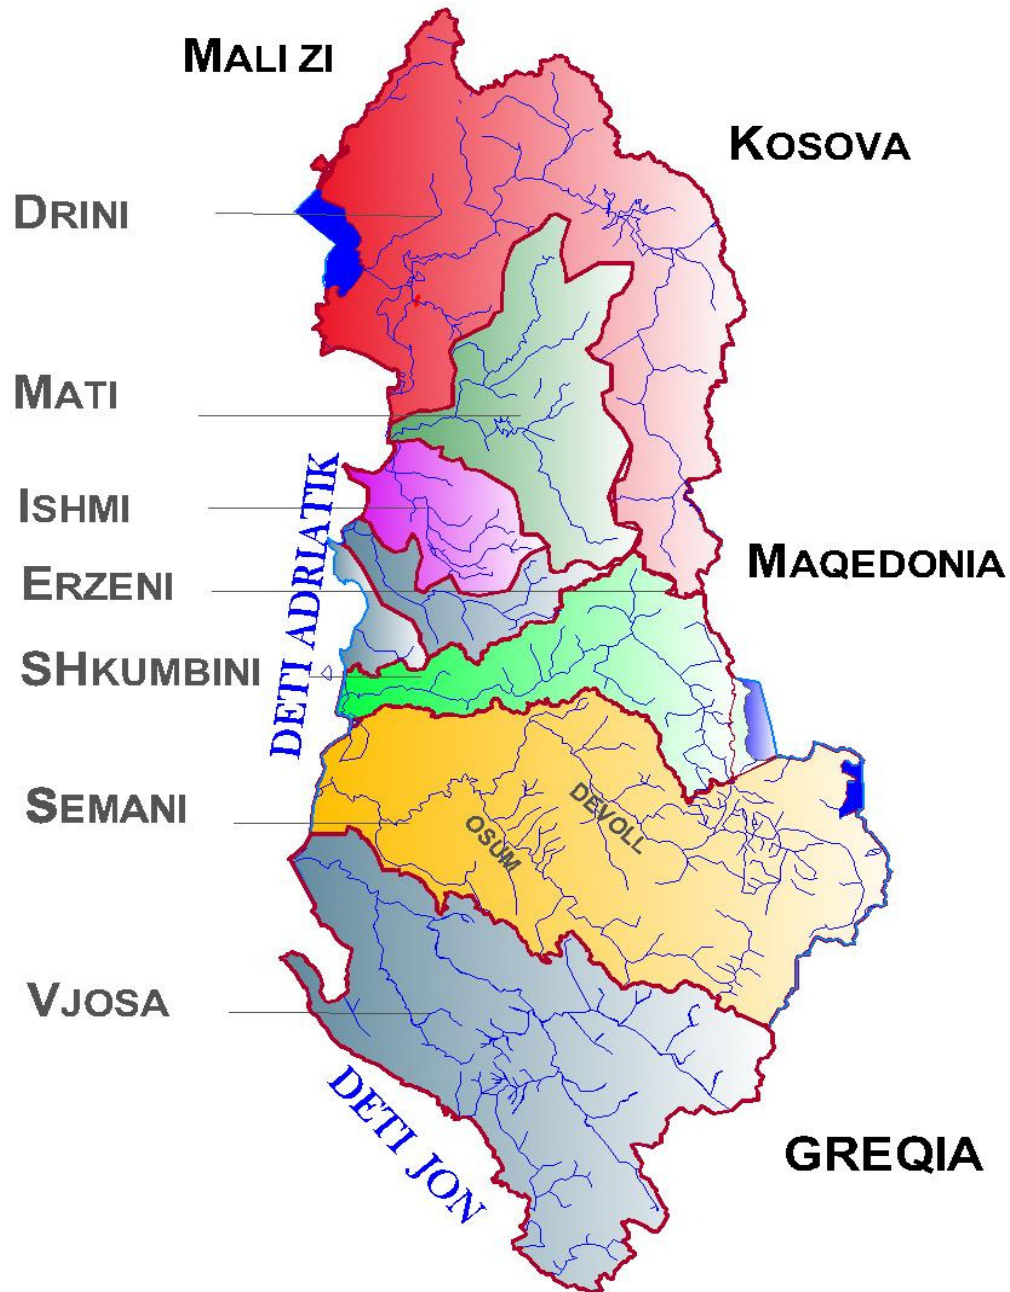 MALI ZI
KOSOVA
DRINI
MATI
DETI ADRIATIK
ISHMI
MAQEDONIA
ERZENI
SHKUMBINI
SEMANI
DEVOLL
OSUM
VJOSA
DETI JON
GREQIA